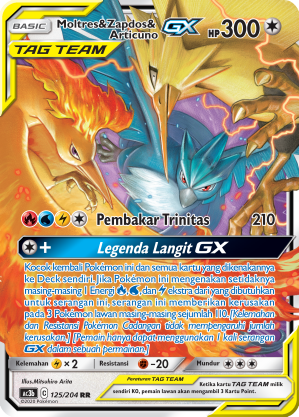 BASIC
Moltres&Zapdos&
Articuno GX HP 300
TAG TEAM
Pembakar Trinitas 210
+ Legenda Langit GX
Kocok kembali Pokémon ini dan semua kartu yang dikenakannya
ke Deck sendiri. Jika Pokémon ini mengenakan setidaknya
masing-masing 1 Energi , , dan ekstra dari yang dibutuhkan
untuk serangan ini, serangan ini memberikan kerusakan
pada 3 Pokémon lawan masing-masing sejumlah 110. [Kelemahan
dan Resistansi Pokémon Cadangan tidak mempengaruhi jumlah
kerusakan.] [Pemain hanya dapat menggunakan 1 kali serangan
GX dalam sebuah permainan.]
Kelemahan ×2 Resistansi -20 Mundur
Illus.Mitsuhiro Arita
Peraturan TAG TEAM
Ketika kartu TAG TEAM milik
sendiri KO, pemain lawan akan mengambil 3 Kartu Poin.
AC3b 125/204 RR